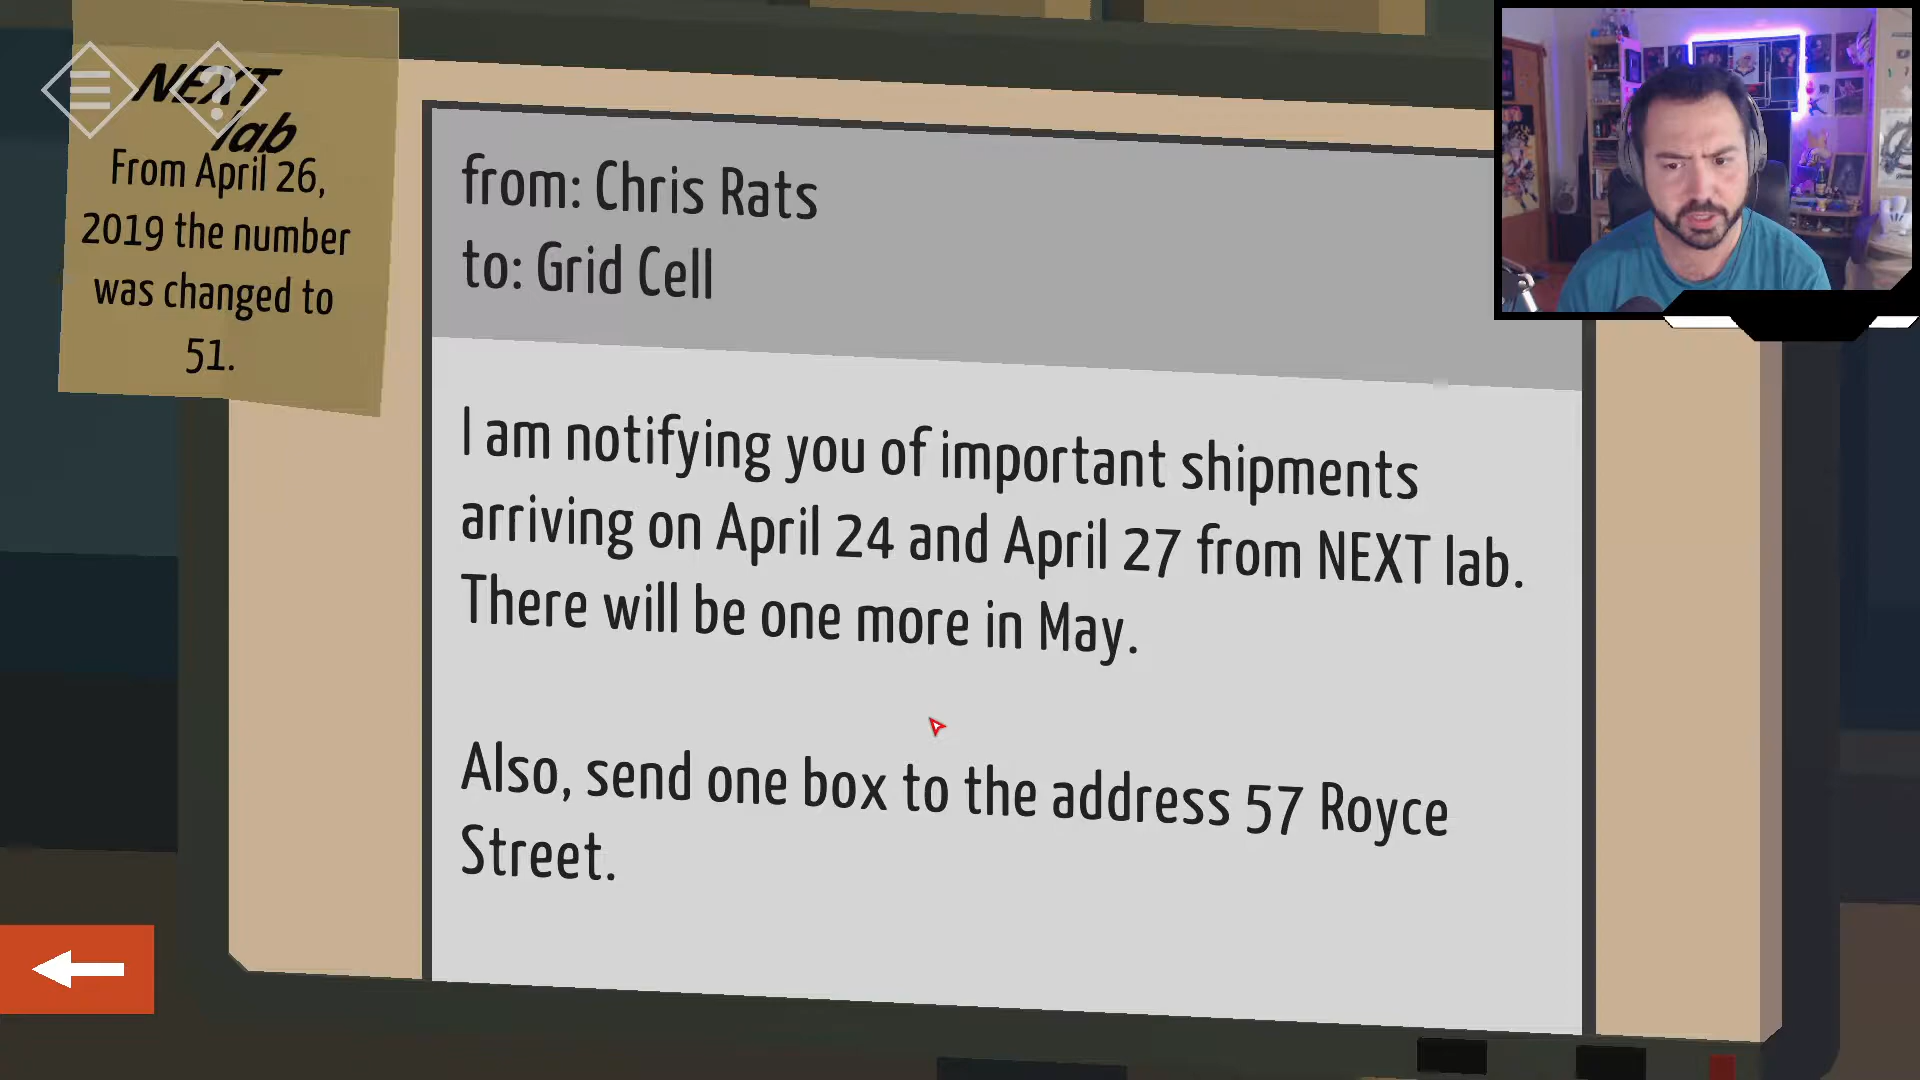 NEXT
lab
From April 26,
2019 the number
was changed to
51.
from: Chris Rats
to: Grid Cell
I am notifying you of important shipments
arriving on April 24 and April 27 from NEXT lab.
There will be one more in May.
Also, send one box to the address 57 Royce
Street.